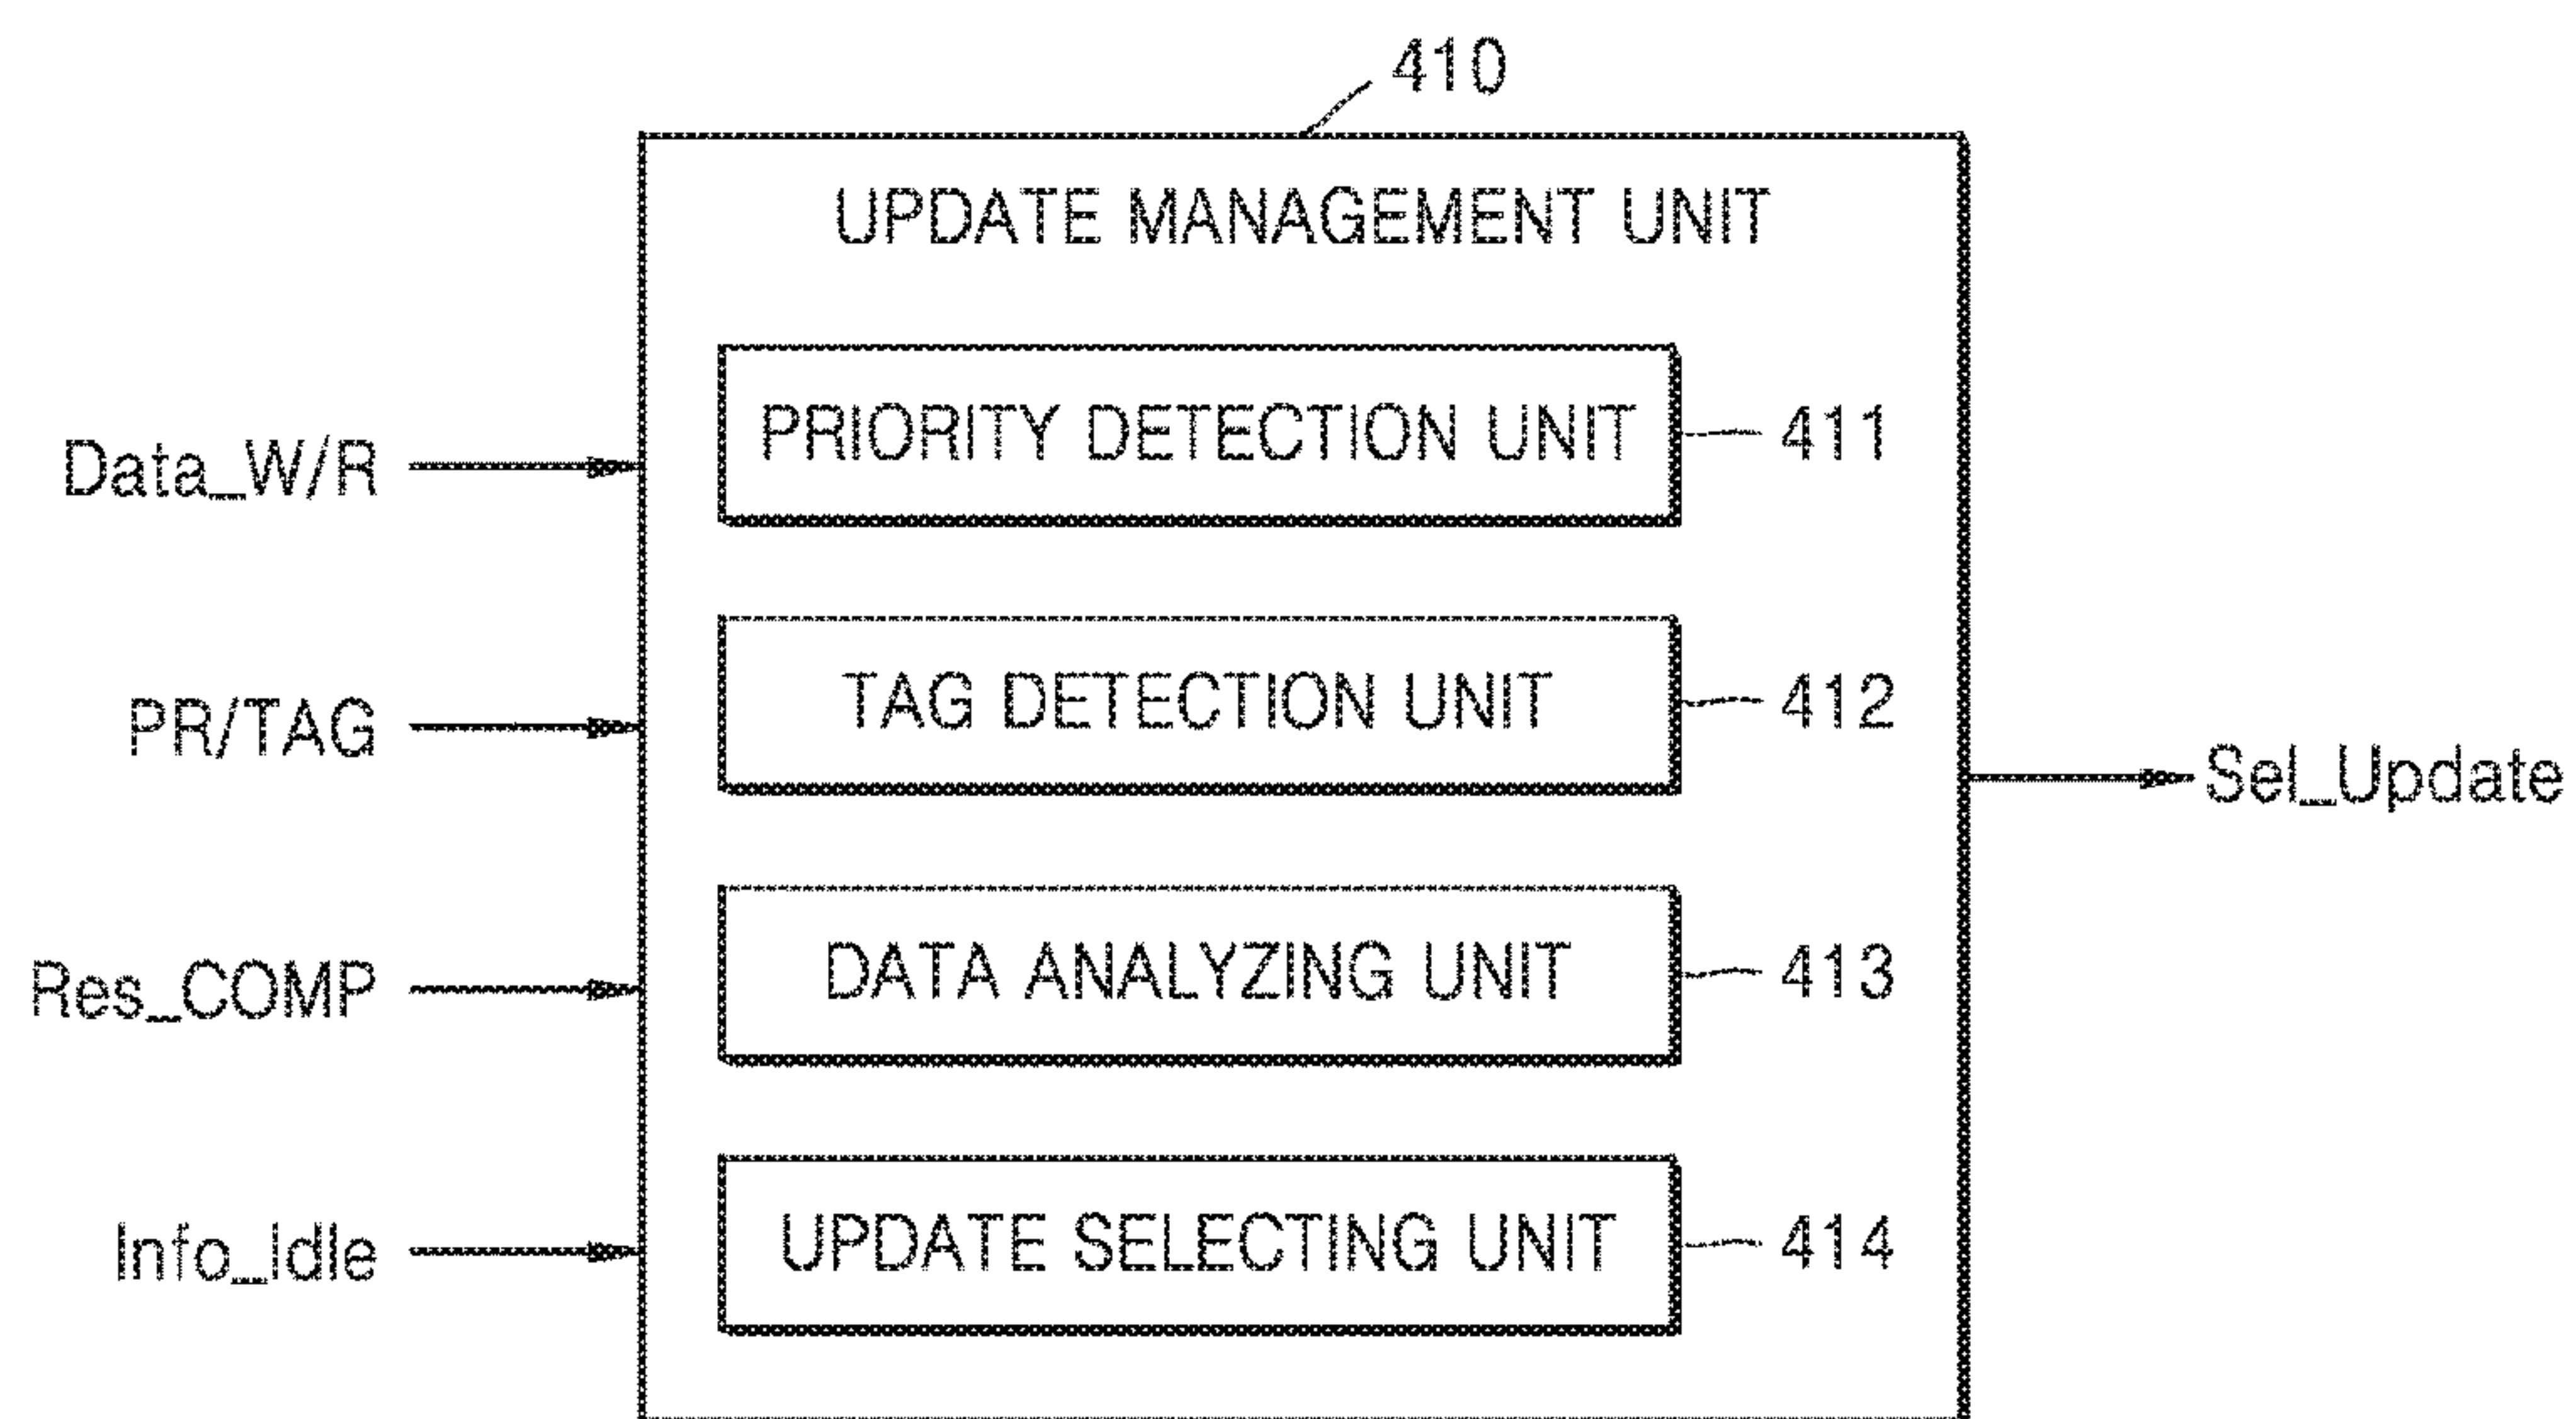 410
UPDATE MANAGEMENT UNIT
PRIORITY DETECTION UNIT
411
Data_W/R
TAG DETECTION UNIT
412
PR/TAG
Sel_Update
DATA ANALYZING UNIT
413
Res_COMP
UPDATE SELECTING UNIT
414
Info_idle